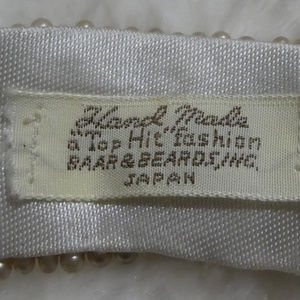 Hand Made
a "Top Hit" fashion
BAAR & BEARDS, INC.
JAPAN